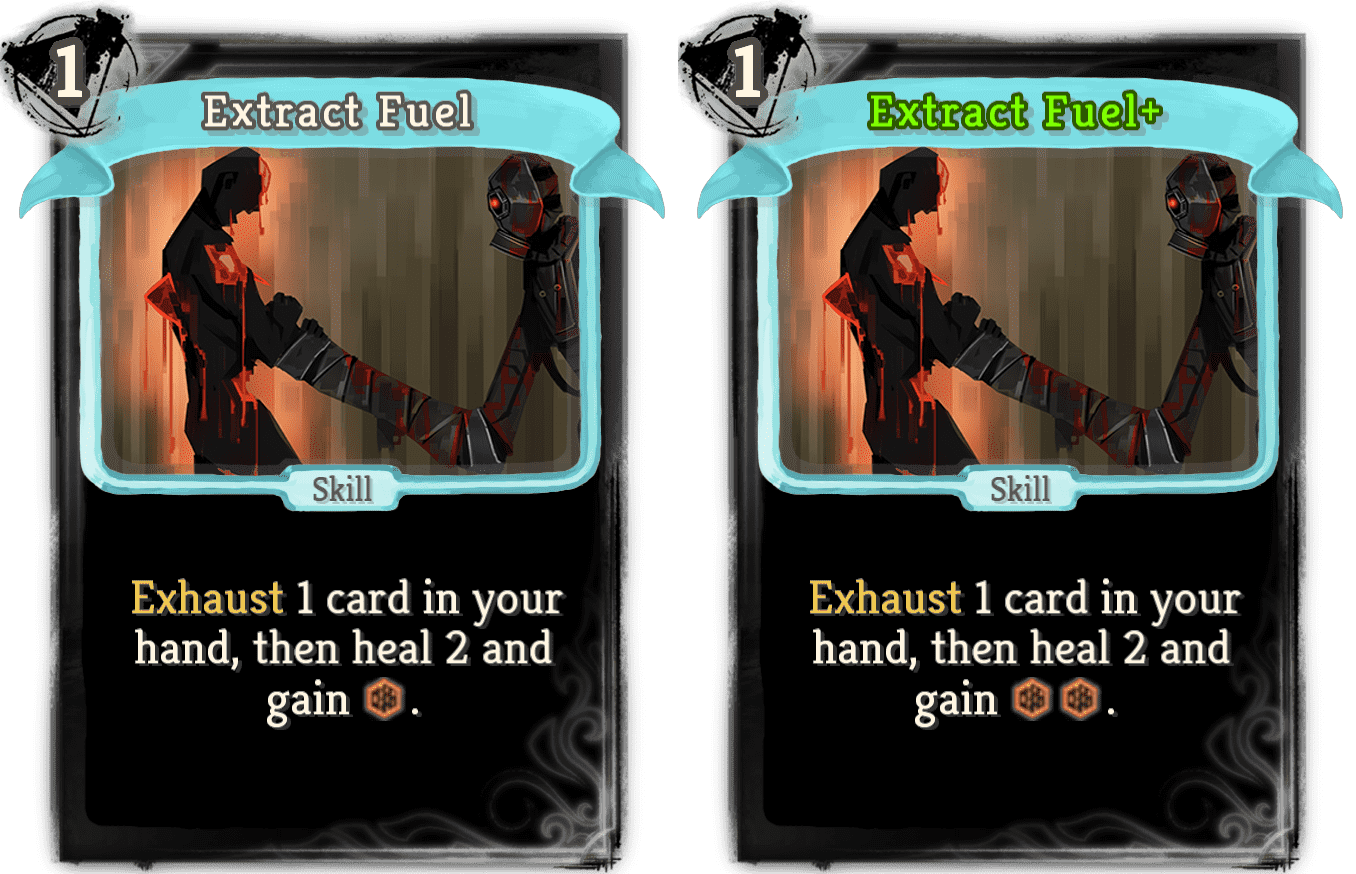 1
Extract Fuel
Skill
Exhaust 1 card in your
hand, then heal 2 and
gain .
1
Extract Fuel+
Skill
Exhaust 1 card in your
hand, then heal 2 and
gain .